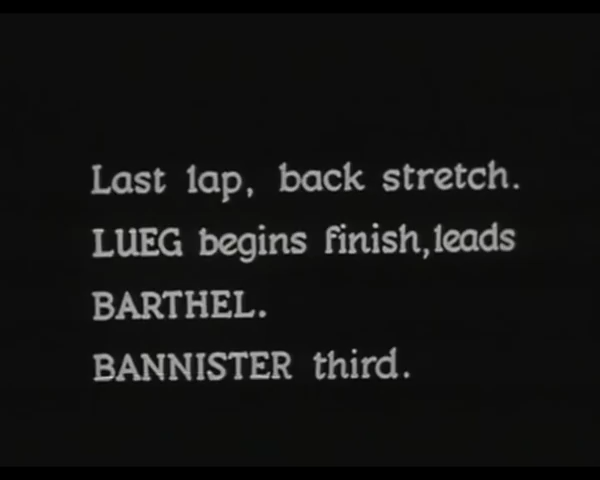 Last lap, back stretch.
LUEG begins finish, leads
BARTHEL.
BANNISTER third.